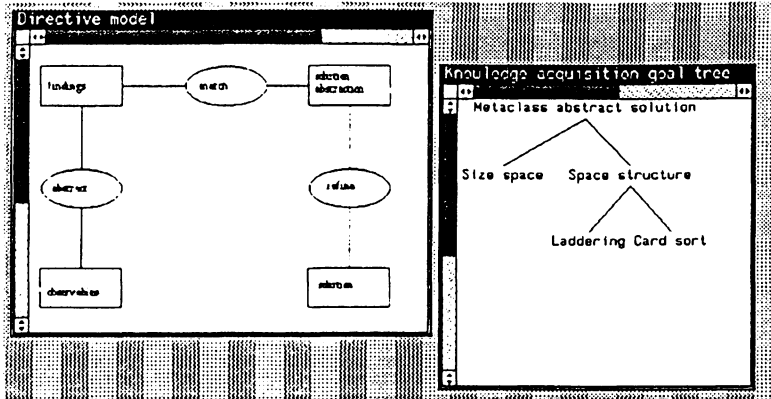 Directive model
findings
match
solution
abstraction
abstract
refine
observables
solution
Knowledge acquisition goal tree
Metaclass abstract solution
Size space
Space structure
Laddering Card sort